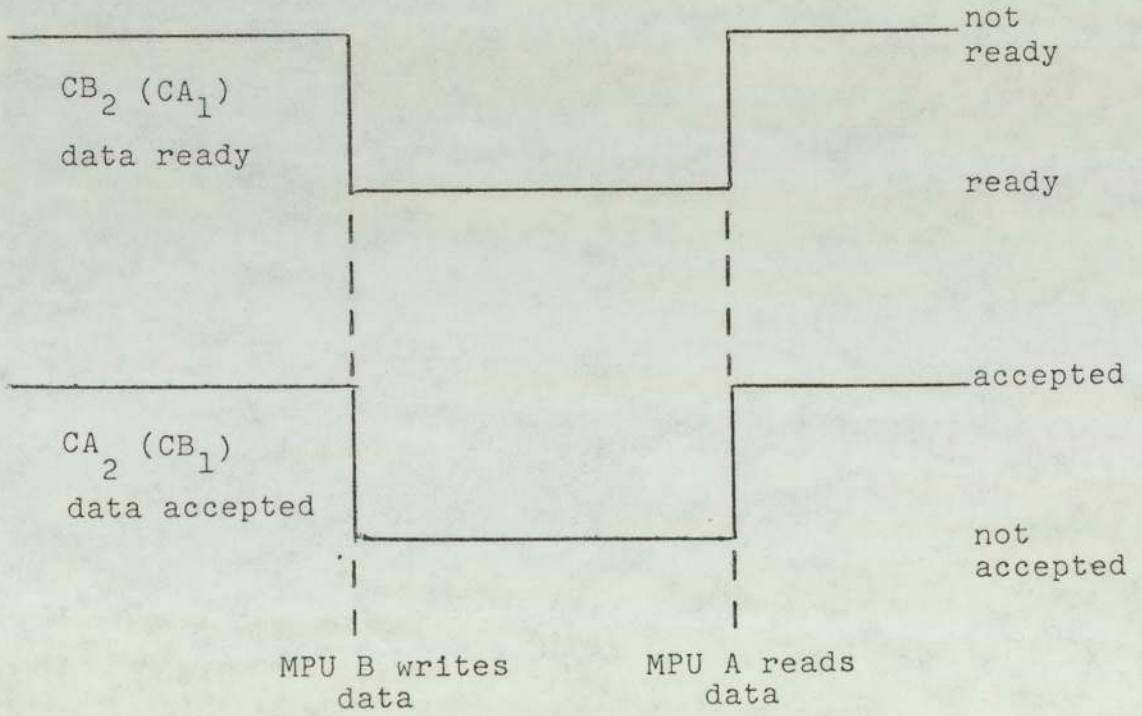 not
ready
CB2 (CA1)
data ready
ready
accepted
CA2 (CB1)
data accepted
not
accepted
MPU B writes
data
MPU A reads
data